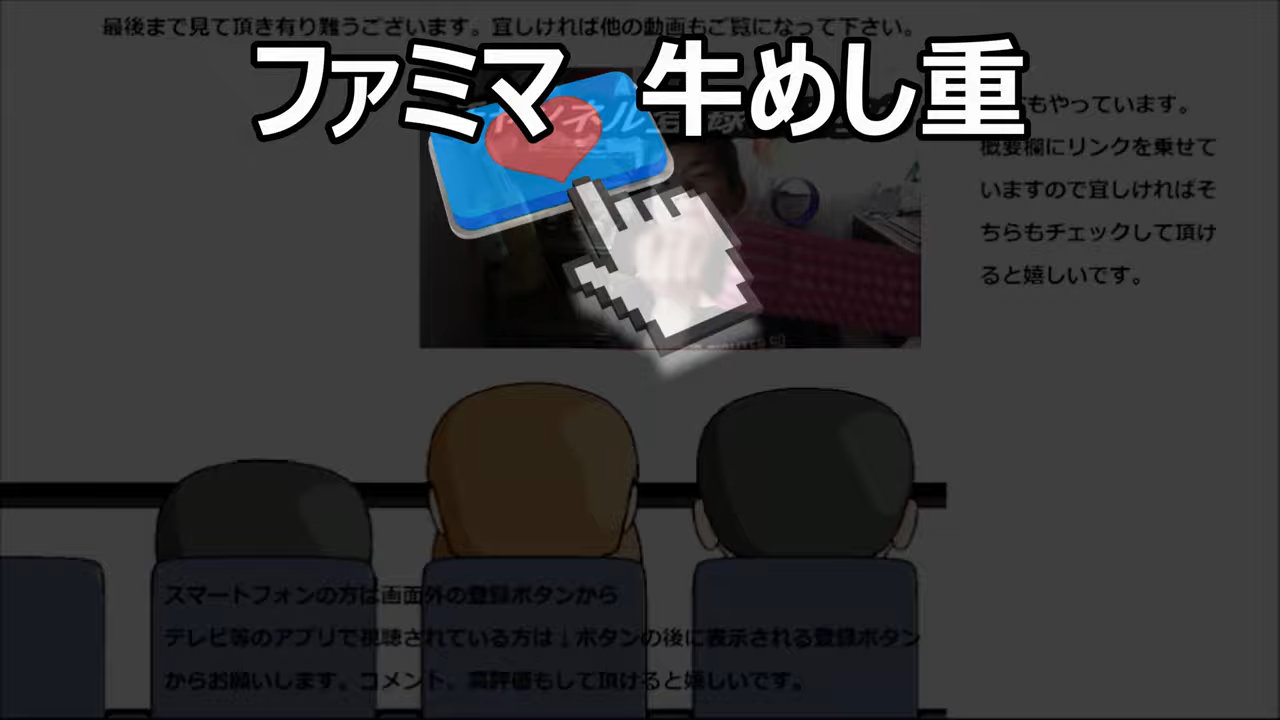 最後まで見て頂き有り難うございます。宜しければ他の動画もご覧になって下さい。
ファミマ 牛めし重
もやっています。
概要欄にリンクを乗せて
いますので宜しければそ
ちらもチェックして頂け
ると嬉しいです。
スマートフォンの方は画面外の登録ボタンから
テレビ等のアプリで視聴されている方は↓ボタンの後に表示される登録ボタン
からお願いします。コメント、高評価もして頂けると嬉しいです。